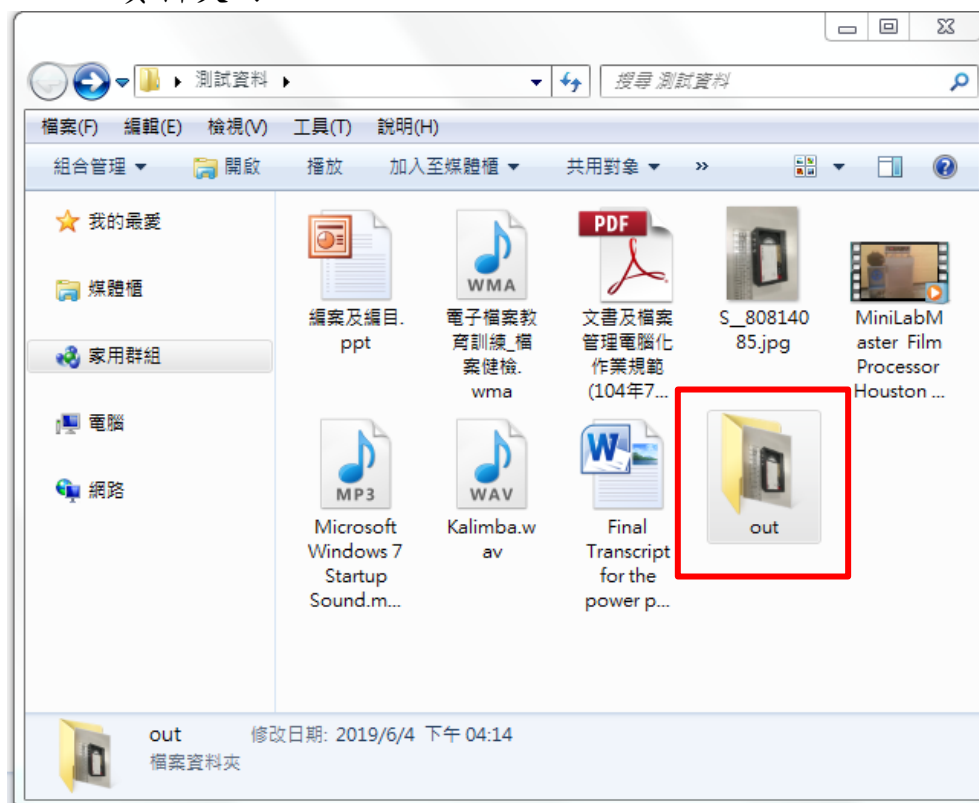 測試資料
搜尋 測試資料
檔案(F) 編輯(E) 檢視(V) 工具(T) 說明(H)
組合管理 開啟 播放 加入至媒體櫃 共用對象 »
我的最愛
媒體櫃
家用群組
電腦
網路
編案及編目.
ppt
WMA
電子檔案教
育訓練_檔
案健檢.
wma
PDF
文書及檔案
管理電腦化
作業規範
(104年7...
S__808140
85.jpg
MiniLabM
aster Film
Processor
Houston ...
MP3
Microsoft
Windows 7
Startup
Sound.m...
WAV
Kalimba.w
av
W
Final
Transcript
for the
power p...
out
out 修改日期: 2019/6/4 下午 04:14
檔案資料夾